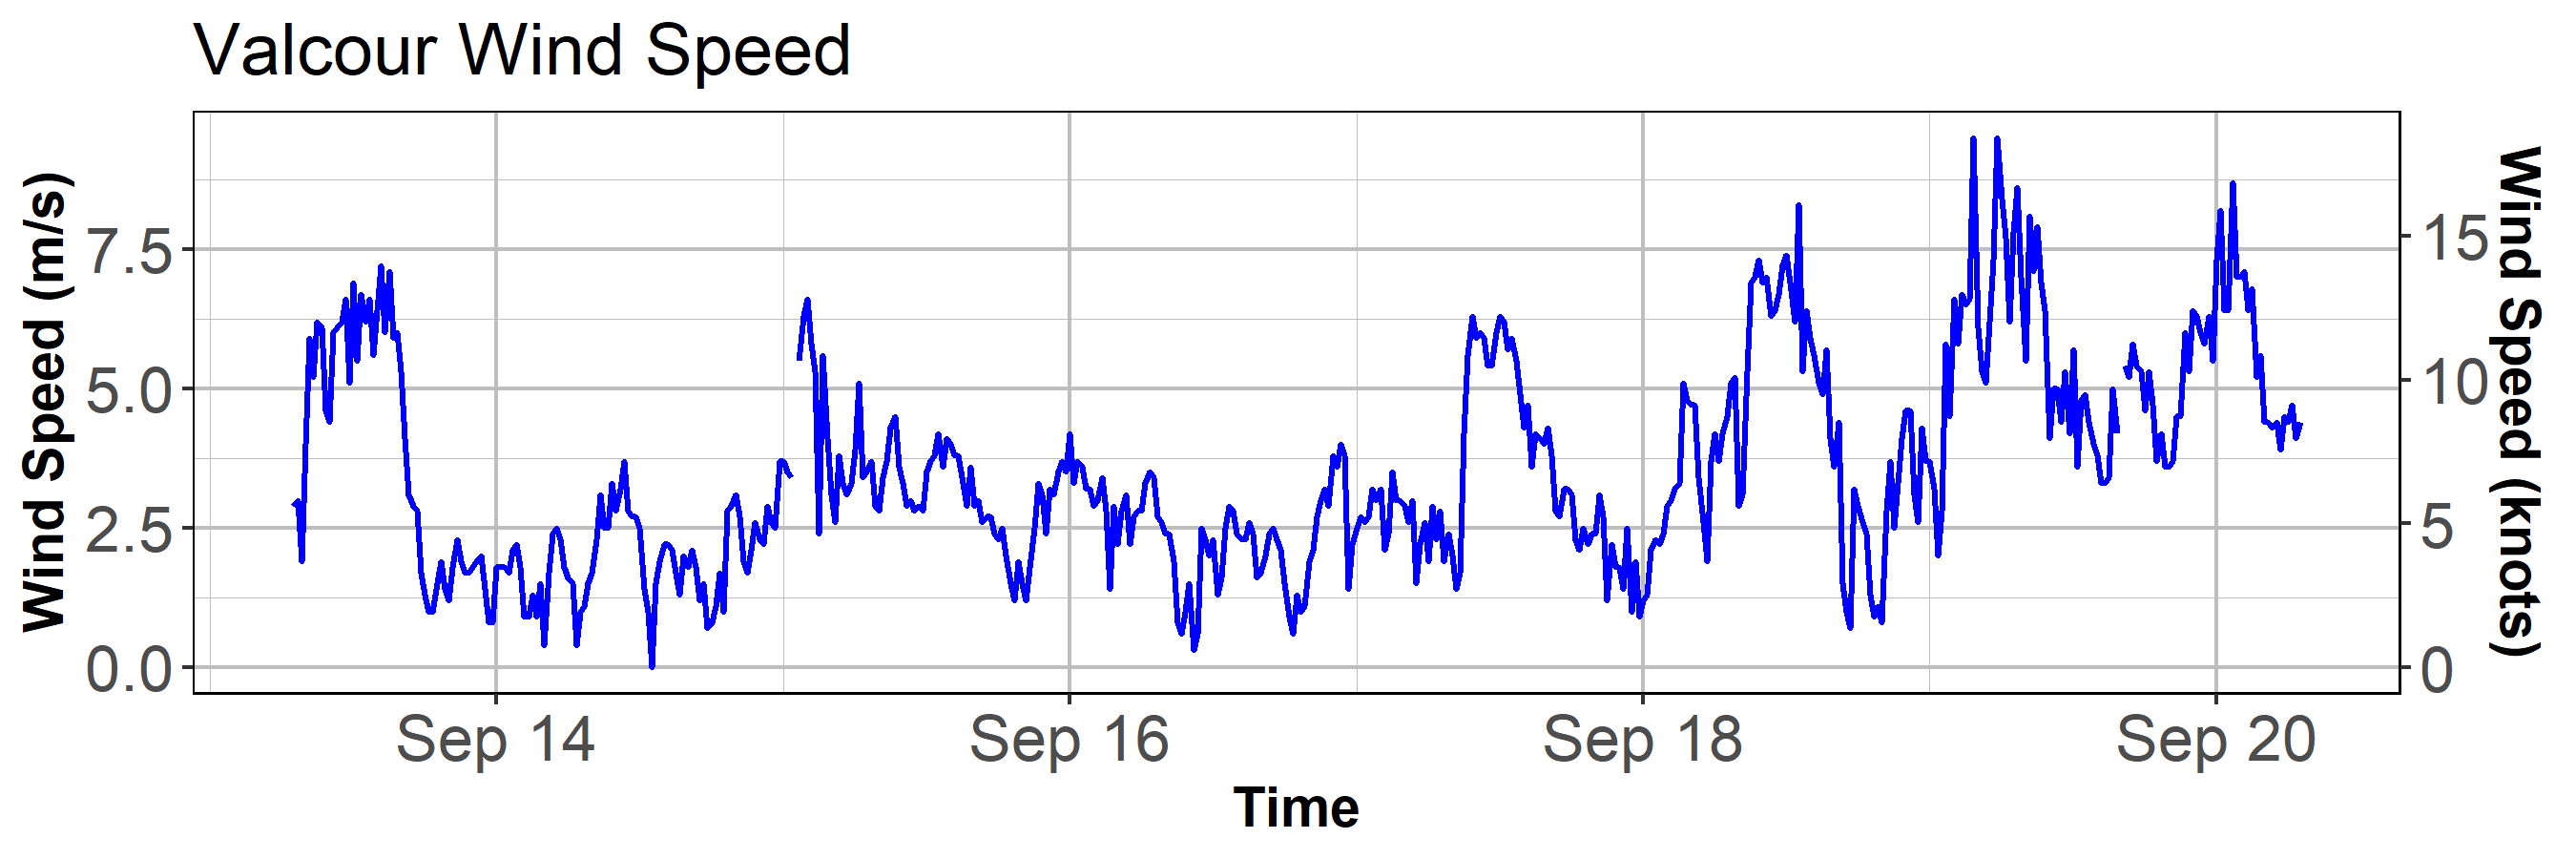 Valcour Wind Speed
Wind Speed (m/s)
7.5
5.0
2.5
0.0
15
10
5
0
Wind Speed (knots)
Sep 14
Sep 16
Sep 18
Sep 20
Time